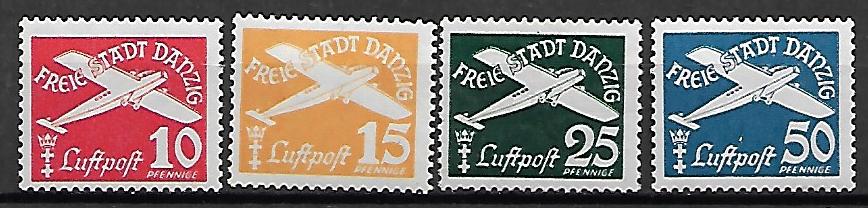 FREIE STADT DANZIG
Luftpost 10
PFENNIGE
FREIE STADT DANZIG
Luftpost 15
PFENNIGE
FREIE STADT DANZIG
Luftpost 25
PFENNIGE
FREIE STADT DANZIG
Luftpost 50
PFENNIGE